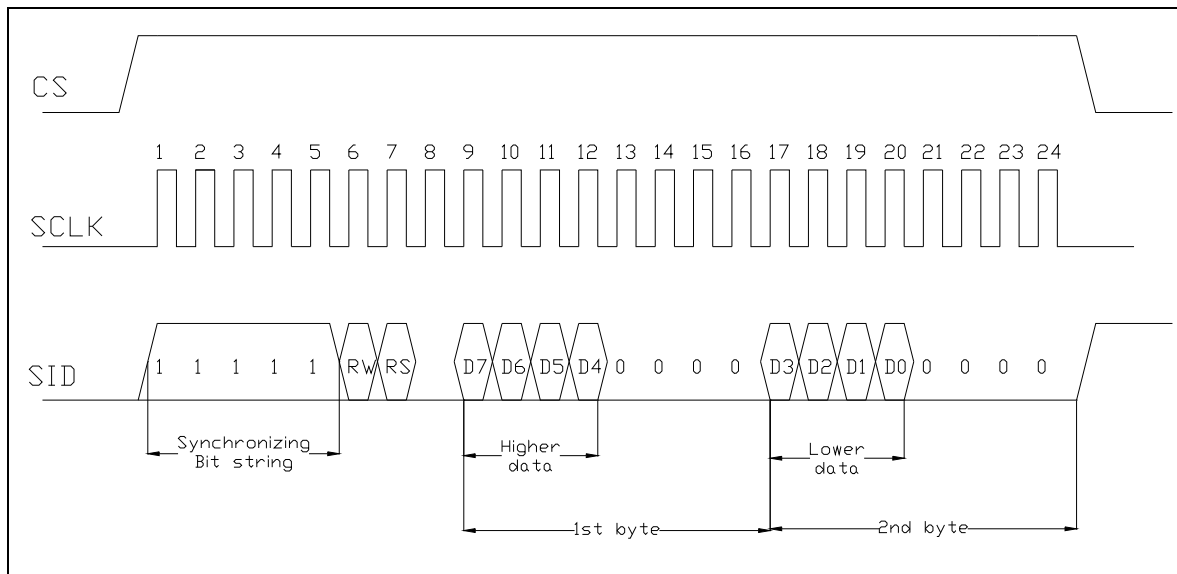 CS
1 2 3 4 5 6 7 8 9 10 11 12 13 14 15 16 17 18 19 20 21 22 23 24
SCLK
SID 1 1 1 1 1 RW RS D7 D6 D5 D4 0 0 0 0 D3 D2 D1 D0 0 0 0 0
Synchronizing
Bit string
Higher
data
Lower
data
1st byte
2nd byte